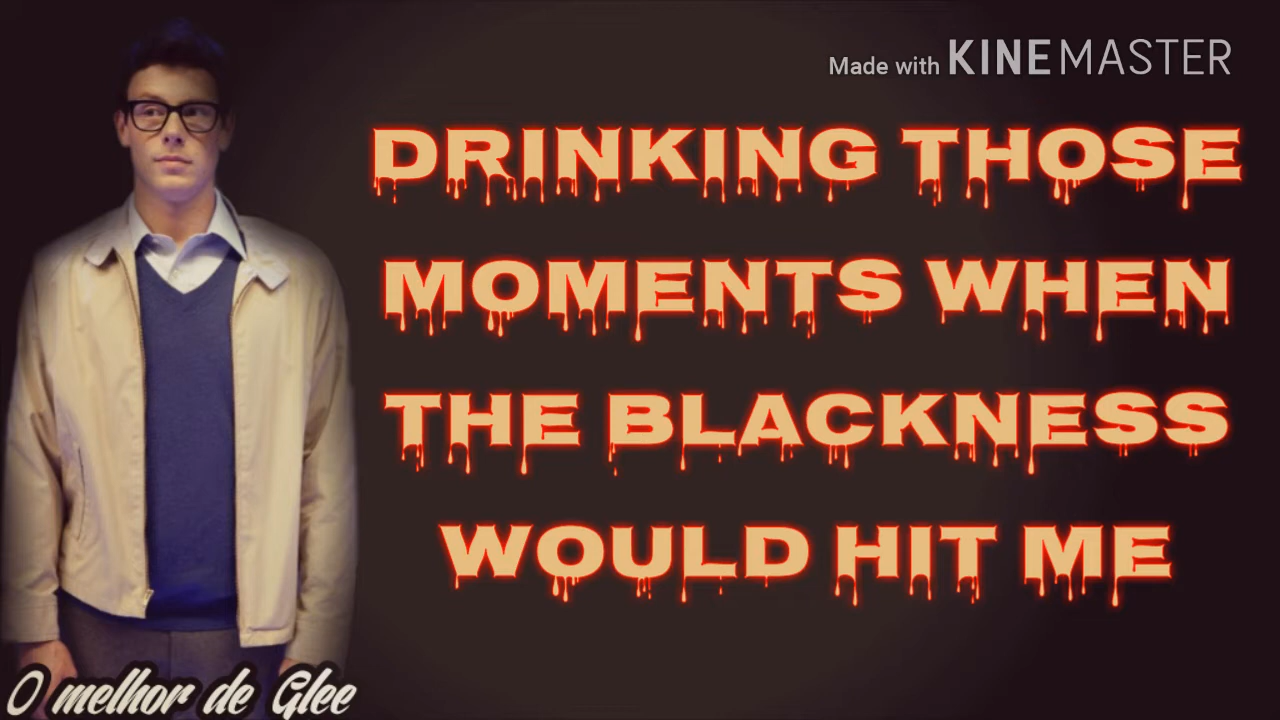 Made with KINEMASTER
DRINKING THOSE
MOMENTS WHEN
THE BLACKNESS
WOULD HIT ME
O melhor de Glee